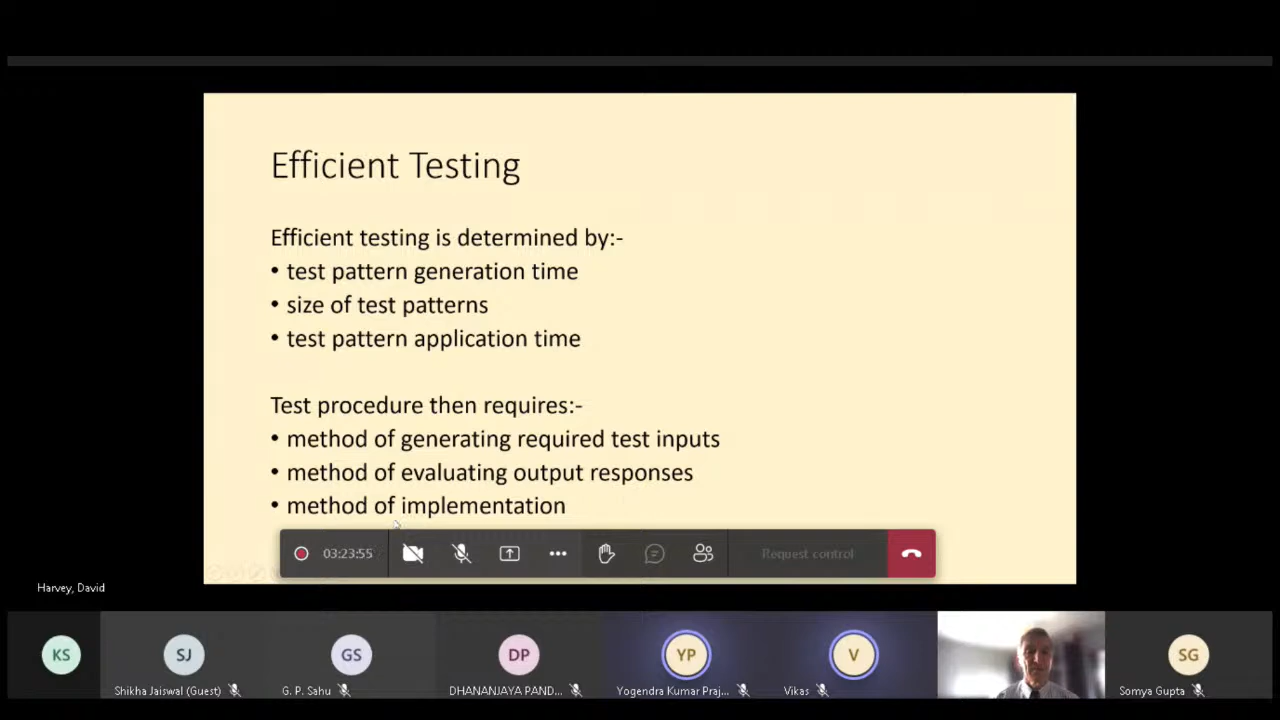 Efficient Testing
Efficient testing is determined by:-
• test pattern generation time
• size of test patterns
• test pattern application time
Test procedure then requires:-
• method of generating required test inputs
• method of evaluating output responses
• method of implementation
03:23:55
Request control
Harvey, David
KS
SJ
GS
DP
YP
V
SG
Shikha Jaiswal (Guest)
G. P. Sahu
DHANANJAYA PAND...
Yogendra Kumar Praj...
Vikas
Somya Gupta